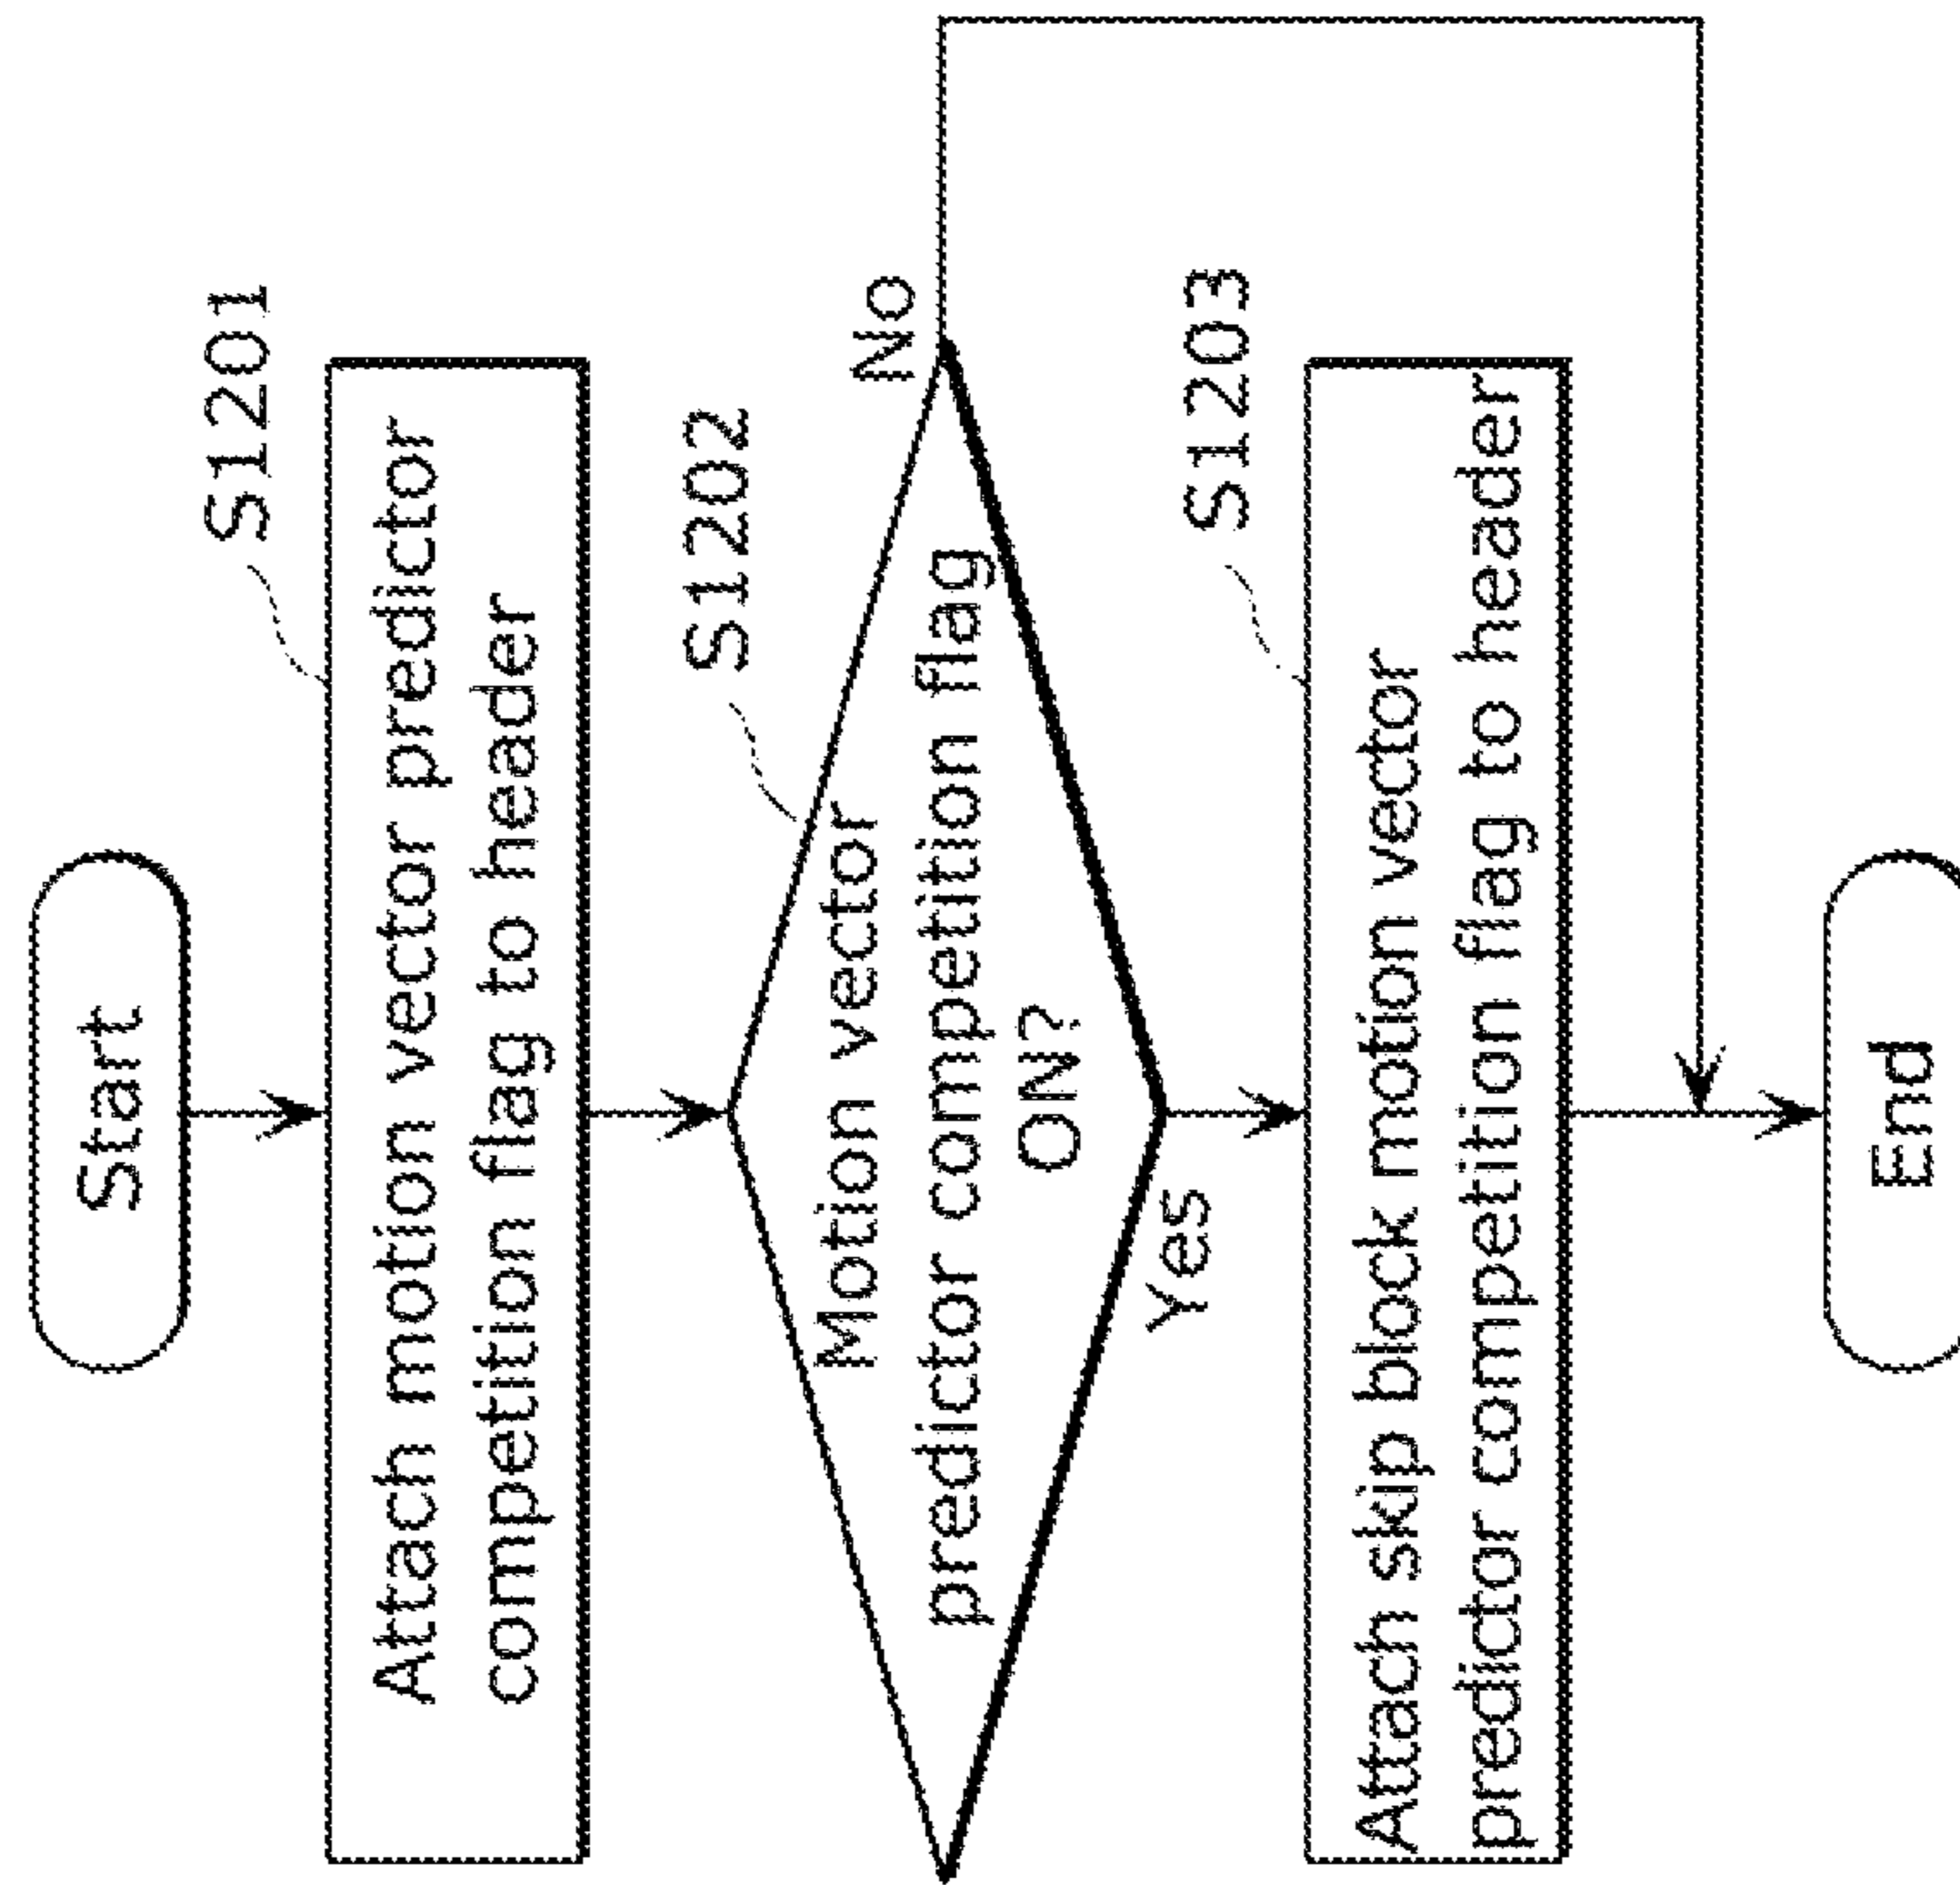 Start
S1201
Attach motion vector predictor
competition flag to header
S1202
Motion vector
predictor competition flag
ON?
No
Yes
S1203
Attach skip block motion vector
predictor competition flag to header
End